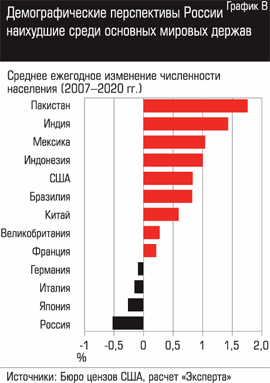 График В
Демографические перспективы России
наихудшие среди основных мировых держав
Среднее ежегодное изменение численности
населения (2007–2020 гг.)
Пакистан
Индия
Мексика
Индонезия
США
Бразилия
Китай
Великобритания
Франция
Германия
Италия
Япония
Россия
-1 -0,5 0 0,5 1 1,5 2,0
%
Источники: Бюро цензов США, расчет «Эксперта»